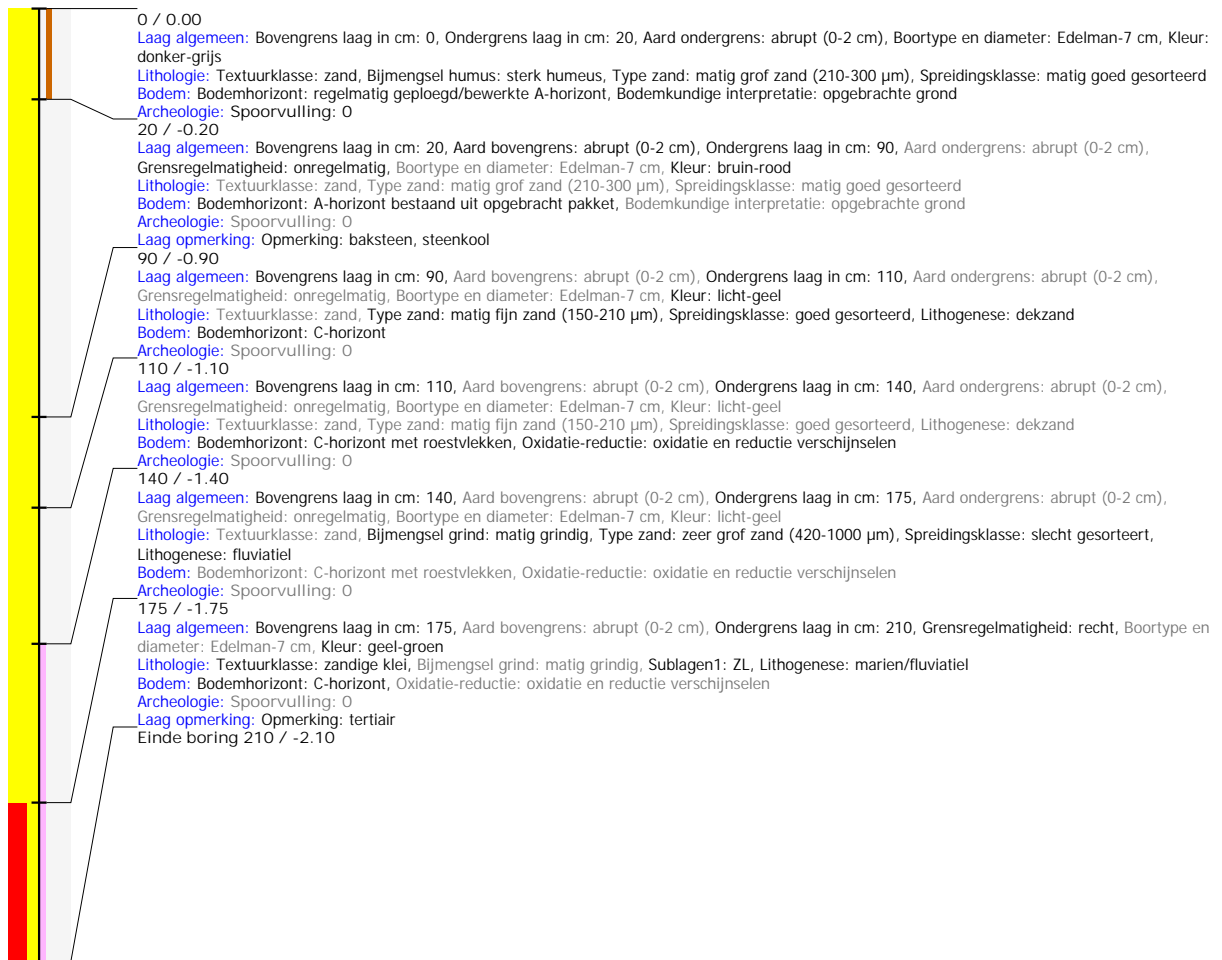 0 / 0.00
Laag algemeen: Bovengrens laag in cm: 0, Ondergrens laag in cm: 20, Aard ondergrens: abrupt (0-2 cm), Boortype en diameter: Edelman-7 cm, Kleur:
donker-grijs
Lithologie: Textuurklasse: zand, Bijmengsel humus: sterk humeus, Type zand: matig grof zand (210-300 µm), Spreidingsklasse: matig goed gesorteerd
Bodem: Bodemhorizont: regelmatig geploegd/bewerkte A-horizont, Bodemkundige interpretatie: opgebrachte grond
Archeologie: Spoorvulling: 0
20 / -0.20
Laag algemeen: Bovengrens laag in cm: 20, Aard bovengrens: abrupt (0-2 cm), Ondergrens laag in cm: 90, Aard ondergrens: abrupt (0-2 cm),
Grensregelmatigheid: onregelmatig, Boortype en diameter: Edelman-7 cm, Kleur: bruin-rood
Lithologie: Textuurklasse: zand, Type zand: matig grof zand (210-300 µm), Spreidingsklasse: matig goed gesorteerd
Bodem: Bodemhorizont: A-horizont bestaand uit opgebracht pakket, Bodemkundige interpretatie: opgebrachte grond
Archeologie: Spoorvulling: 0
Laag opmerking: Opmerking: baksteen, steenkool
90 / -0.90
Laag algemeen: Bovengrens laag in cm: 90, Aard bovengrens: abrupt (0-2 cm), Ondergrens laag in cm: 110, Aard ondergrens: abrupt (0-2 cm),
Grensregelmatigheid: onregelmatig, Boortype en diameter: Edelman-7 cm, Kleur: licht-geel
Lithologie: Textuurklasse: zand, Type zand: matig fijn zand (150-210 µm), Spreidingsklasse: goed gesorteerd, Lithogenese: dekzand
Bodem: Bodemhorizont: C-horizont
Archeologie: Spoorvulling: 0
110 / -1.10
Laag algemeen: Bovengrens laag in cm: 110, Aard bovengrens: abrupt (0-2 cm), Ondergrens laag in cm: 140, Aard ondergrens: abrupt (0-2 cm),
Grensregelmatigheid: onregelmatig, Boortype en diameter: Edelman-7 cm, Kleur: licht-geel
Lithologie: Textuurklasse: zand, Type zand: matig fijn zand (150-210 µm), Spreidingsklasse: goed gesorteerd, Lithogenese: dekzand
Bodem: Bodemhorizont: C-horizont met roestvlekken, Oxidatie-reductie: oxidatie en reductie verschijnselen
Archeologie: Spoorvulling: 0
140 / -1.40
Laag algemeen: Bovengrens laag in cm: 140, Aard bovengrens: abrupt (0-2 cm), Ondergrens laag in cm: 175, Aard ondergrens: abrupt (0-2 cm),
Grensregelmatigheid: onregelmatig, Boortype en diameter: Edelman-7 cm, Kleur: licht-geel
Lithologie: Textuurklasse: zand, Bijmengsel grind: matig grindig, Type zand: zeer grof zand (420-1000 µm), Spreidingsklasse: slecht gesorteert,
Lithogenese: fluviatiel
Bodem: Bodemhorizont: C-horizont met roestvlekken, Oxidatie-reductie: oxidatie en reductie verschijnselen
Archeologie: Spoorvulling: 0
175 / -1.75
Laag algemeen: Bovengrens laag in cm: 175, Aard bovengrens: abrupt (0-2 cm), Ondergrens laag in cm: 210, Grensregelmatigheid: recht, Boortype en
diameter: Edelman-7 cm, Kleur: geel-groen
Lithologie: Textuurklasse: zandige klei, Bijmengsel grind: matig grindig, Sublagen1: ZL, Lithogenese: marien/fluviatiel
Bodem: Bodemhorizont: C-horizont, Oxidatie-reductie: oxidatie en reductie verschijnselen
Archeologie: Spoorvulling: 0
Laag opmerking: Opmerking: tertiair
Einde boring 210 / -2.10